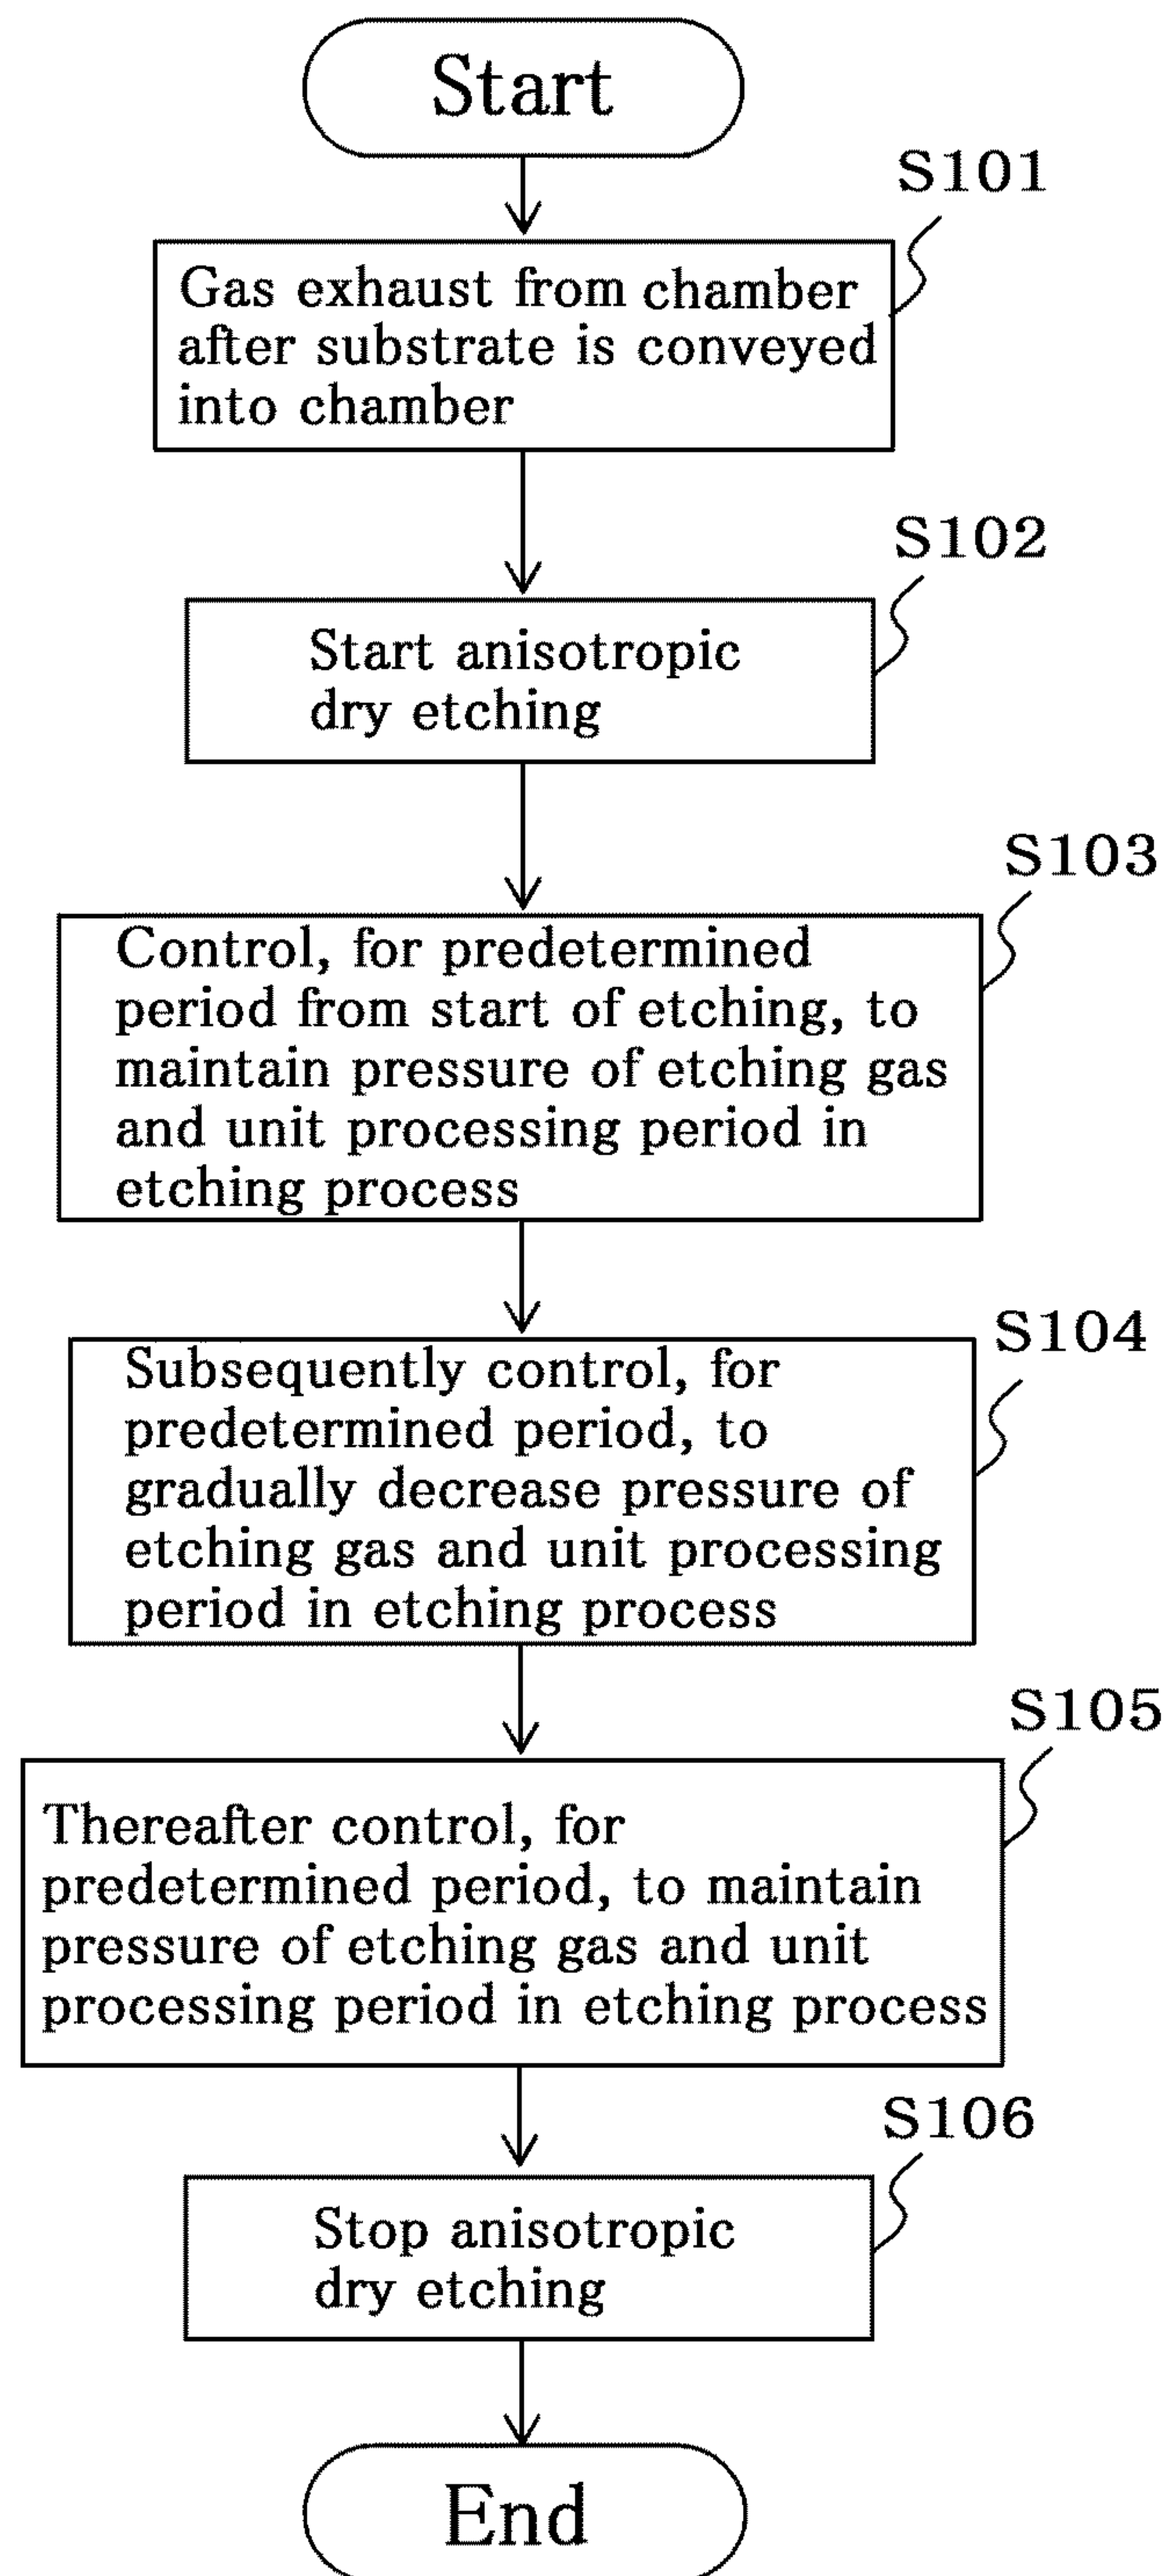 Start
S101
Gas exhaust from chamber
after substrate is conveyed
into chamber
S102
Start anisotropic
dry etching
S103
Control, for predetermined
period from start of etching, to
maintain pressure of etching gas
and unit processing period in
etching process
S104
Subsequently control, for
predetermined period, to
gradually decrease pressure of
etching gas and unit processing
period in etching process
S105
Thereafter control, for
predetermined period, to maintain
pressure of etching gas and unit
processing period in etching process
S106
Stop anisotropic
dry etching
End